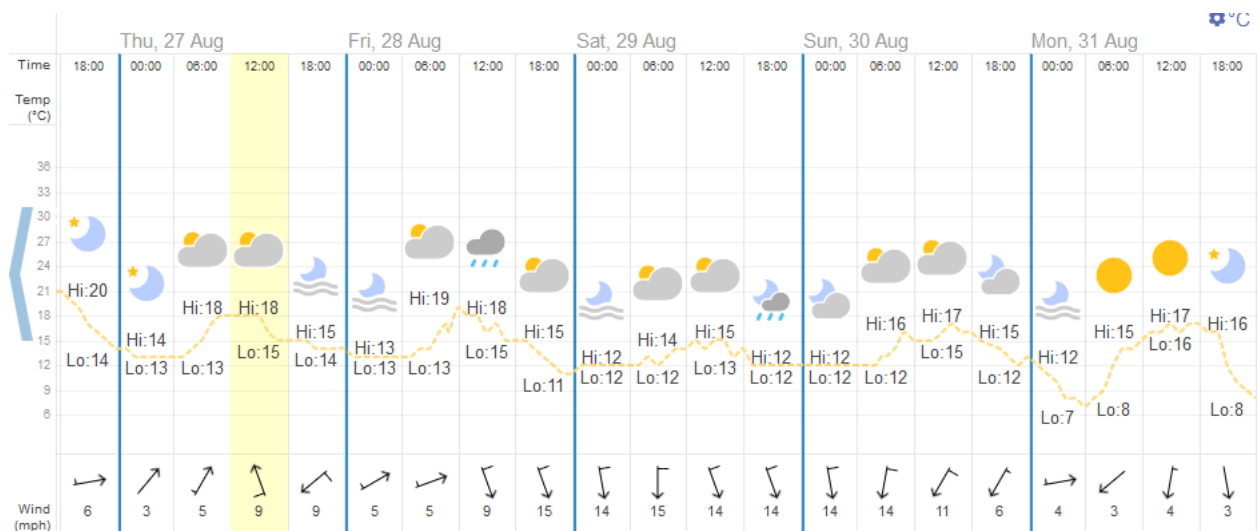 °C
Thu, 27 Aug Fri, 28 Aug Sat, 29 Aug Sun, 30 Aug Mon, 31 Aug
Time 18:00 00:00 06:00 12:00 18:00 00:00 06:00 12:00 18:00 00:00 06:00 12:00 18:00 00:00 06:00 12:00 18:00 00:00 06:00 12:00 18:00
Temp
(°C)
36
33
30
27
24
21
18
15
12
9
6
Hi:20 Hi:14 Hi:18 Hi:18 Hi:15 Hi:13 Hi:19 Hi:18 Hi:15 Hi:12 Hi:14 Hi:15 Hi:12 Hi:12 Hi:16 Hi:17 Hi:15 Hi:12 Hi:15 Hi:17 Hi:16
Lo:14 Lo:13 Lo:13 Lo:15 Lo:14 Lo:13 Lo:13 Lo:15 Lo:11 Lo:12 Lo:12 Lo:13 Lo:12 Lo:12 Lo:12 Lo:15 Lo:12 Lo:7 Lo:8 Lo:16 Lo:8
Wind 6 3 5 9 9 5 5 9 15 14 15 14 14 14 14 11 6 4 3 4 3
(mph)